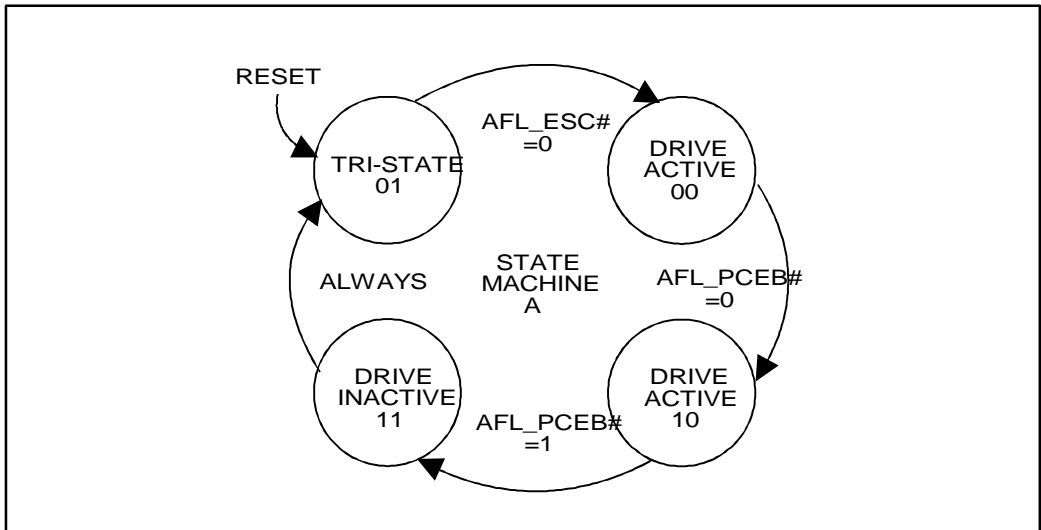 RESET
TRI-STATE
01
AFL_ESC#
=0
DRIVE
ACTIVE
00
ALWAYS
STATE
MACHINE
A
AFL_PCEB#
=0
DRIVE
INACTIVE
11
AFL_PCEB#
=1
DRIVE
ACTIVE
10